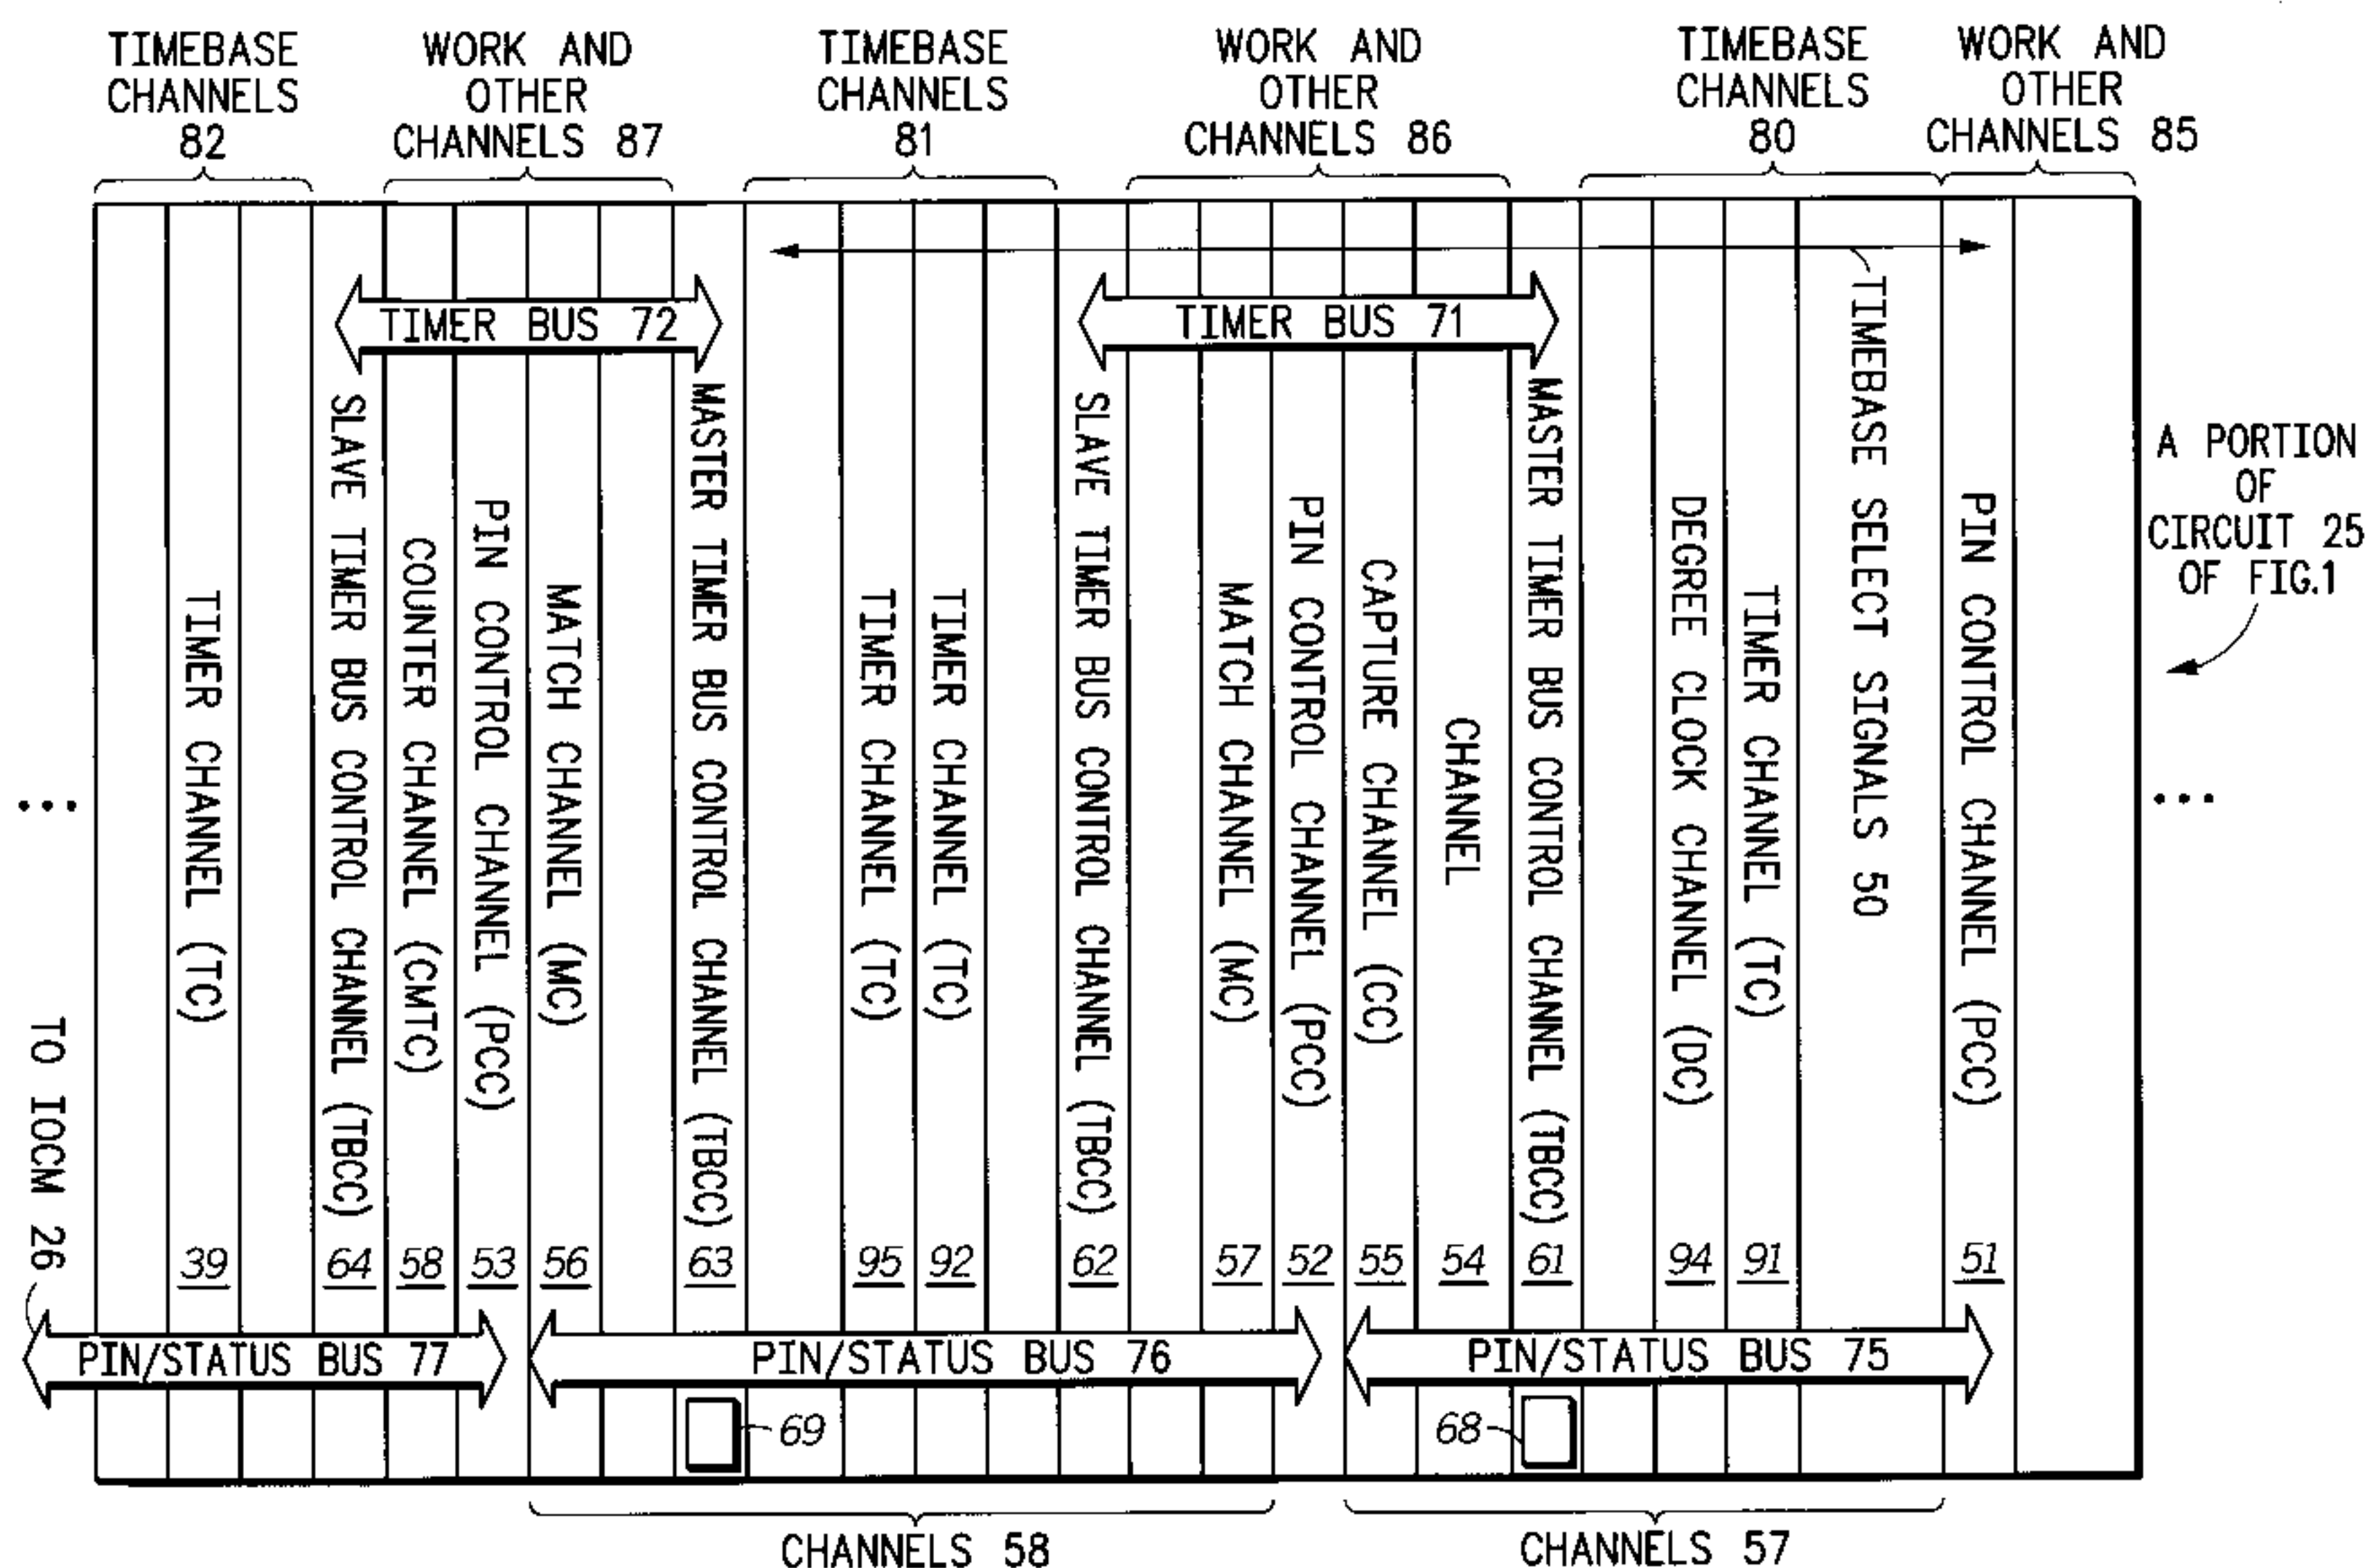 TIMEBASE
CHANNELS
82
WORK AND
OTHER
CHANNELS 87
TIMEBASE
CHANNELS
81
WORK AND
OTHER
CHANNELS 86
TIMEBASE
CHANNELS
80
WORK AND
OTHER
CHANNELS 85
TIMER BUS 72
TIMER BUS 71
TIMEBASE SELECT SIGNALS 50
A PORTION
OF
CIRCUIT 25
OF FIG.1
TIMER CHANNEL (TC)
SLAVE TIMER BUS CONTROL CHANNEL (TBCC)
COUNTER CHANNEL (CMTC)
PIN CONTROL CHANNEL (PCC)
MATCH CHANNEL (MC)
MASTER TIMER BUS CONTROL CHANNEL (TBCC)
TIMER CHANNEL (TC)
TIMER CHANNEL (TC)
SLAVE TIMER BUS CONTROL CHANNEL (TBCC)
MATCH CHANNEL (MC)
PIN CONTROL CHANNEL (PCC)
CAPTURE CHANNEL (CC)
CHANNEL
MASTER TIMER BUS CONTROL CHANNEL (TBCC)
DEGREE CLOCK CHANNEL (DC)
TIMER CHANNEL (TC)
PIN CONTROL CHANNEL (PCC)
...
...
TO IOCM 26
39
64
58
53
56
63
95
92
62
57
52
55
54
61
94
91
51
PIN/STATUS BUS 77
PIN/STATUS BUS 76
PIN/STATUS BUS 75
69
68
CHANNELS 58
CHANNELS 57